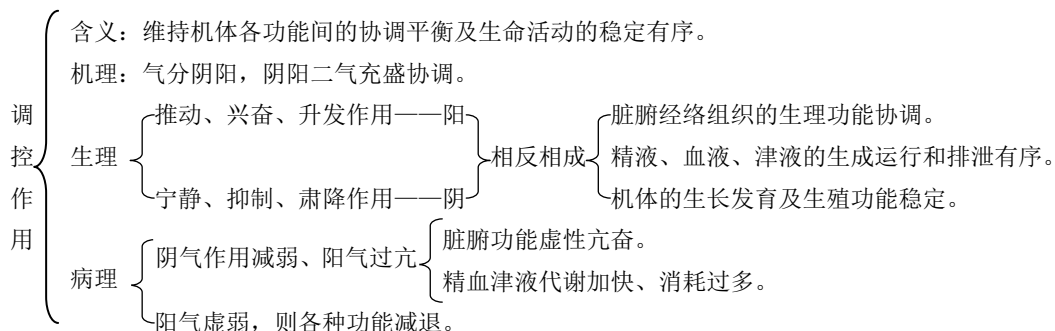 调控作用
含义：维持机体各功能间的协调平衡及生命活动的稳定有序。
机理：气分阴阳，阴阳二气充盛协调。
生理
推动、兴奋、升发作用——阳
宁静、抑制、肃降作用——阴
相反相成
脏腑经络组织的生理功能协调。
精液、血液、津液的生成运行和排泄有序。
机体的生长发育及生殖功能稳定。
病理
阴气作用减弱、阳气过亢
脏腑功能虚性亢奋。
精血津液代谢加快、消耗过多。
阳气虚弱，则各种功能减退。